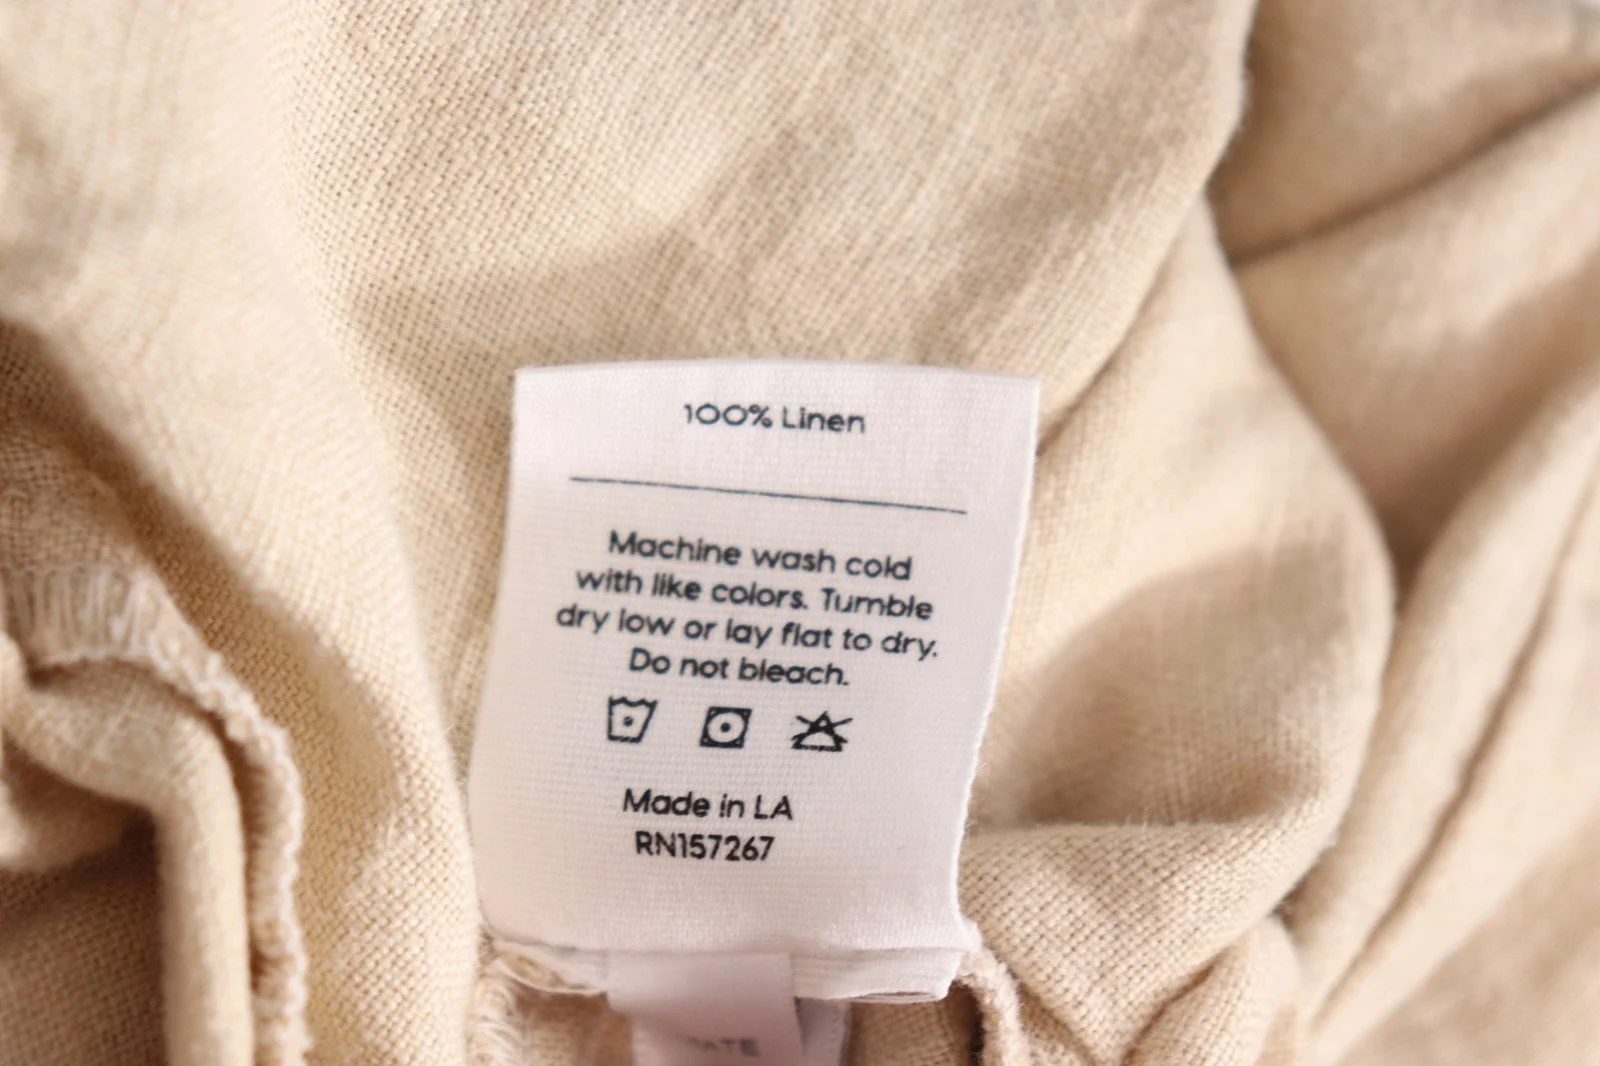 100% Linen
Machine wash cold
with like colors. Tumble
dry low or lay flat to dry.
Do not bleach.
Made in LA
RN157267